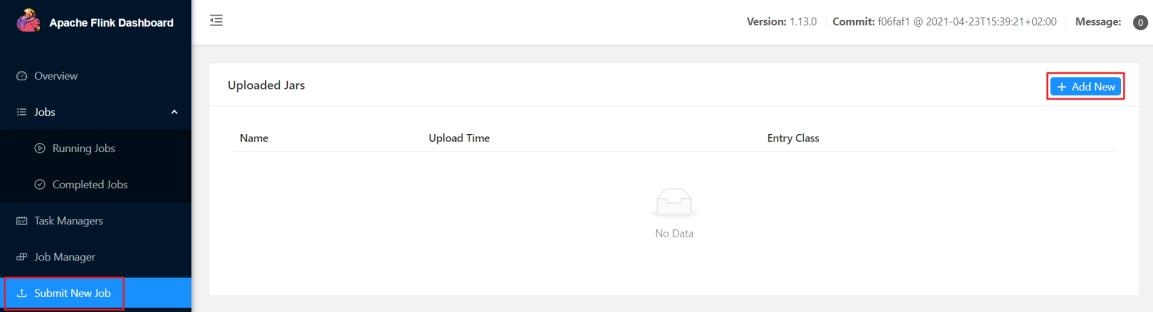 Apache Flink Dashboard
Version: 1.13.0 Commit: f06faf1 @ 2021-04-23T15:39:21+02:00 Message: 0
Overview
Jobs
Running Jobs
Completed Jobs
Task Managers
Job Manager
Submit New Job
Uploaded Jars
+ Add New
Name Upload Time Entry Class
No Data